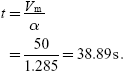 t = V_m / α
= 50 / 1.285 = 38.89 s.